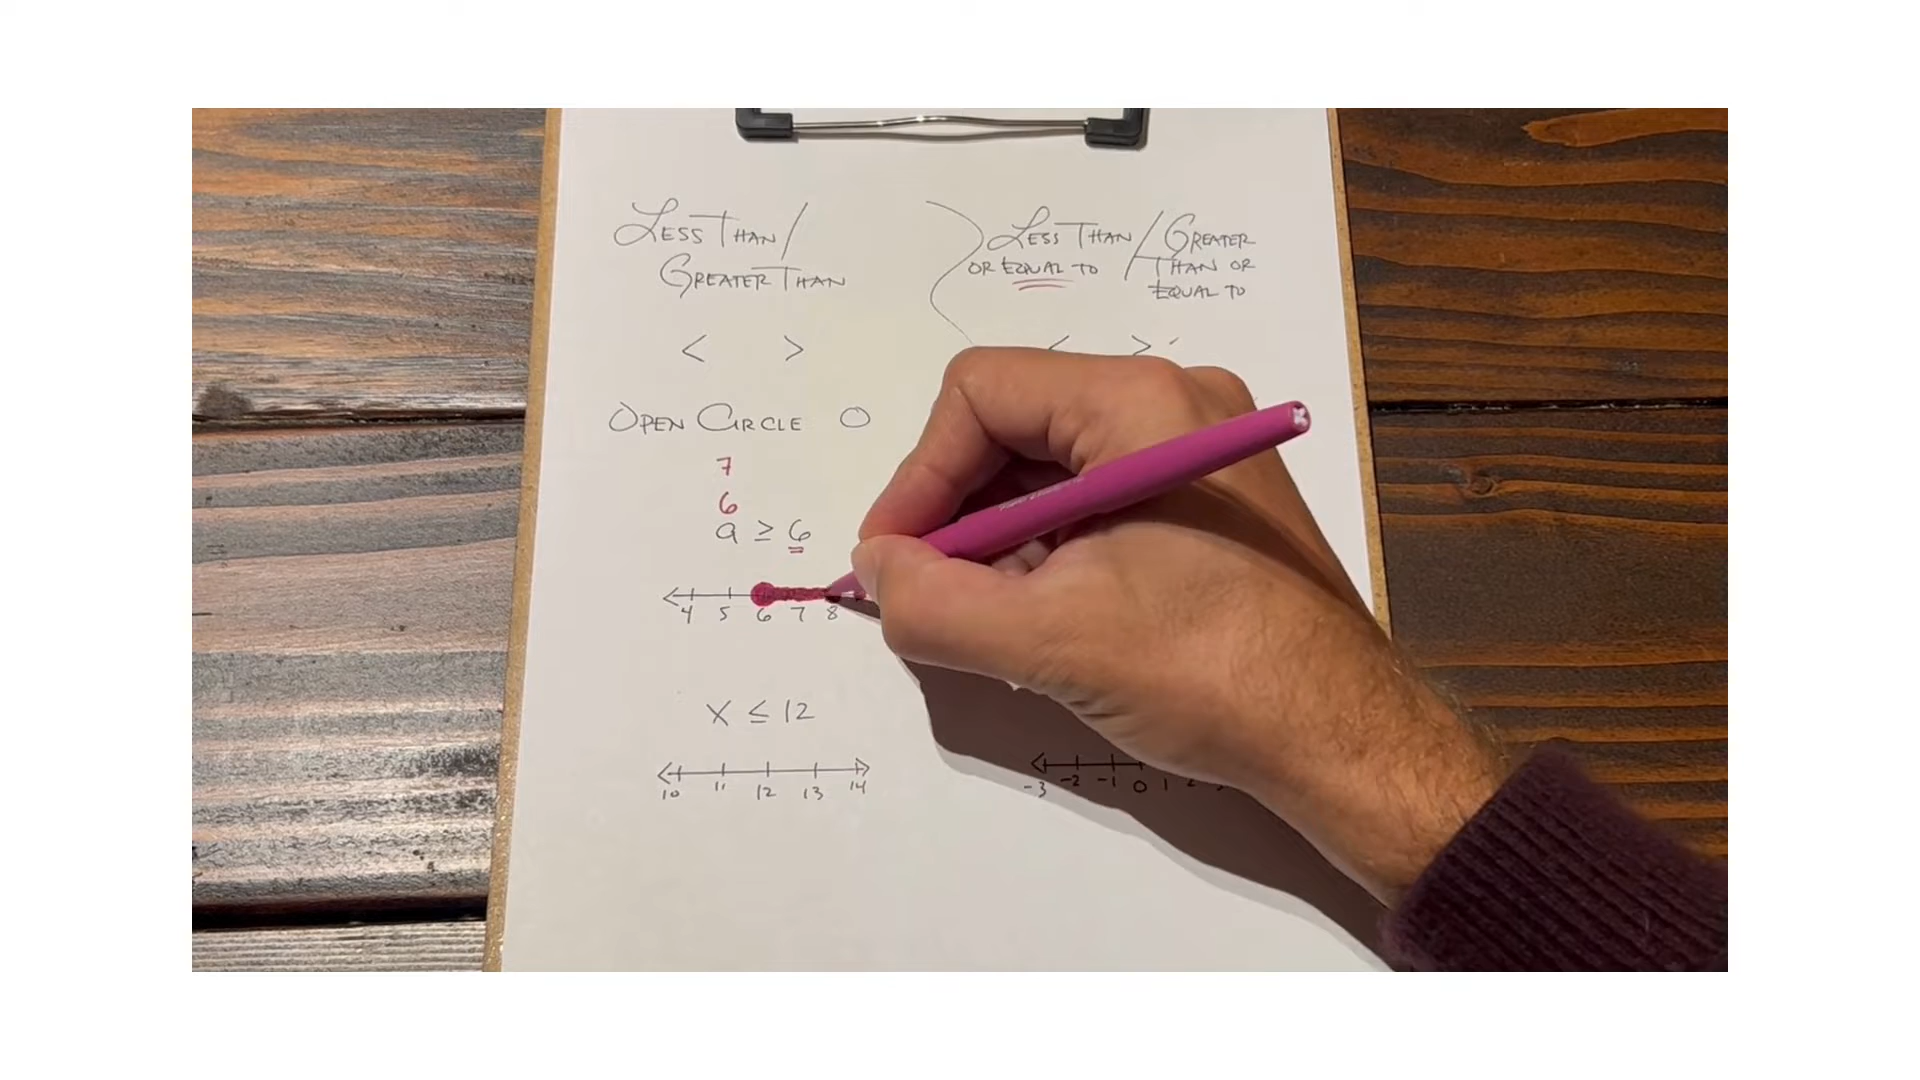 LESS THAN/
GREATER THAN
LESS THAN / GREATER
OR EQUAL TO THAN OR
EQUAL TO
< >
OPEN CIRCLE O
7
6
a ≥ 6
4 5 6 7 8
x ≤ 12
10 11 12 13 14
-3 -2 -1 0 1 2